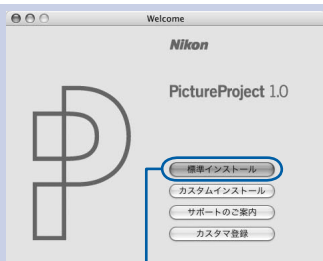 Welcome
Nikon
PictureProject 1.0
標準インストール
カスタムインストール
サポートのご案内
カスタマ登録